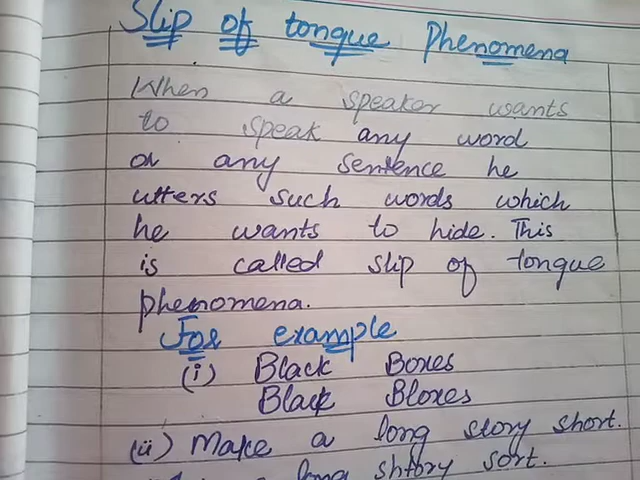 Slip of tongue Phenomena
When a speaker wants
to speak any word
or any sentence he
utters such words which
he wants to hide. This
is called slip of tongue
phenomena.
For example
(i) Black Boxes
Black Bloxes
(ii) Make a long story short.
a long shtory sort.